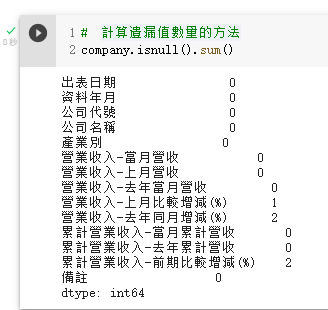 1 # 計算遺漏值數量的方法
2 company.isnull().sum()
出表日期 0
資料年月 0
公司代號 0
公司名稱 0
產業別 0
營業收入-當月營收 0
營業收入-上月營收 0
營業收入-去年當月營收 0
營業收入-上月比較增減(%) 1
營業收入-去年同月增減(%) 2
累計營業收入-當月累計營收 0
累計營業收入-去年累計營收 0
累計營業收入-前期比較增減(%) 2
備註 0
dtype: int64